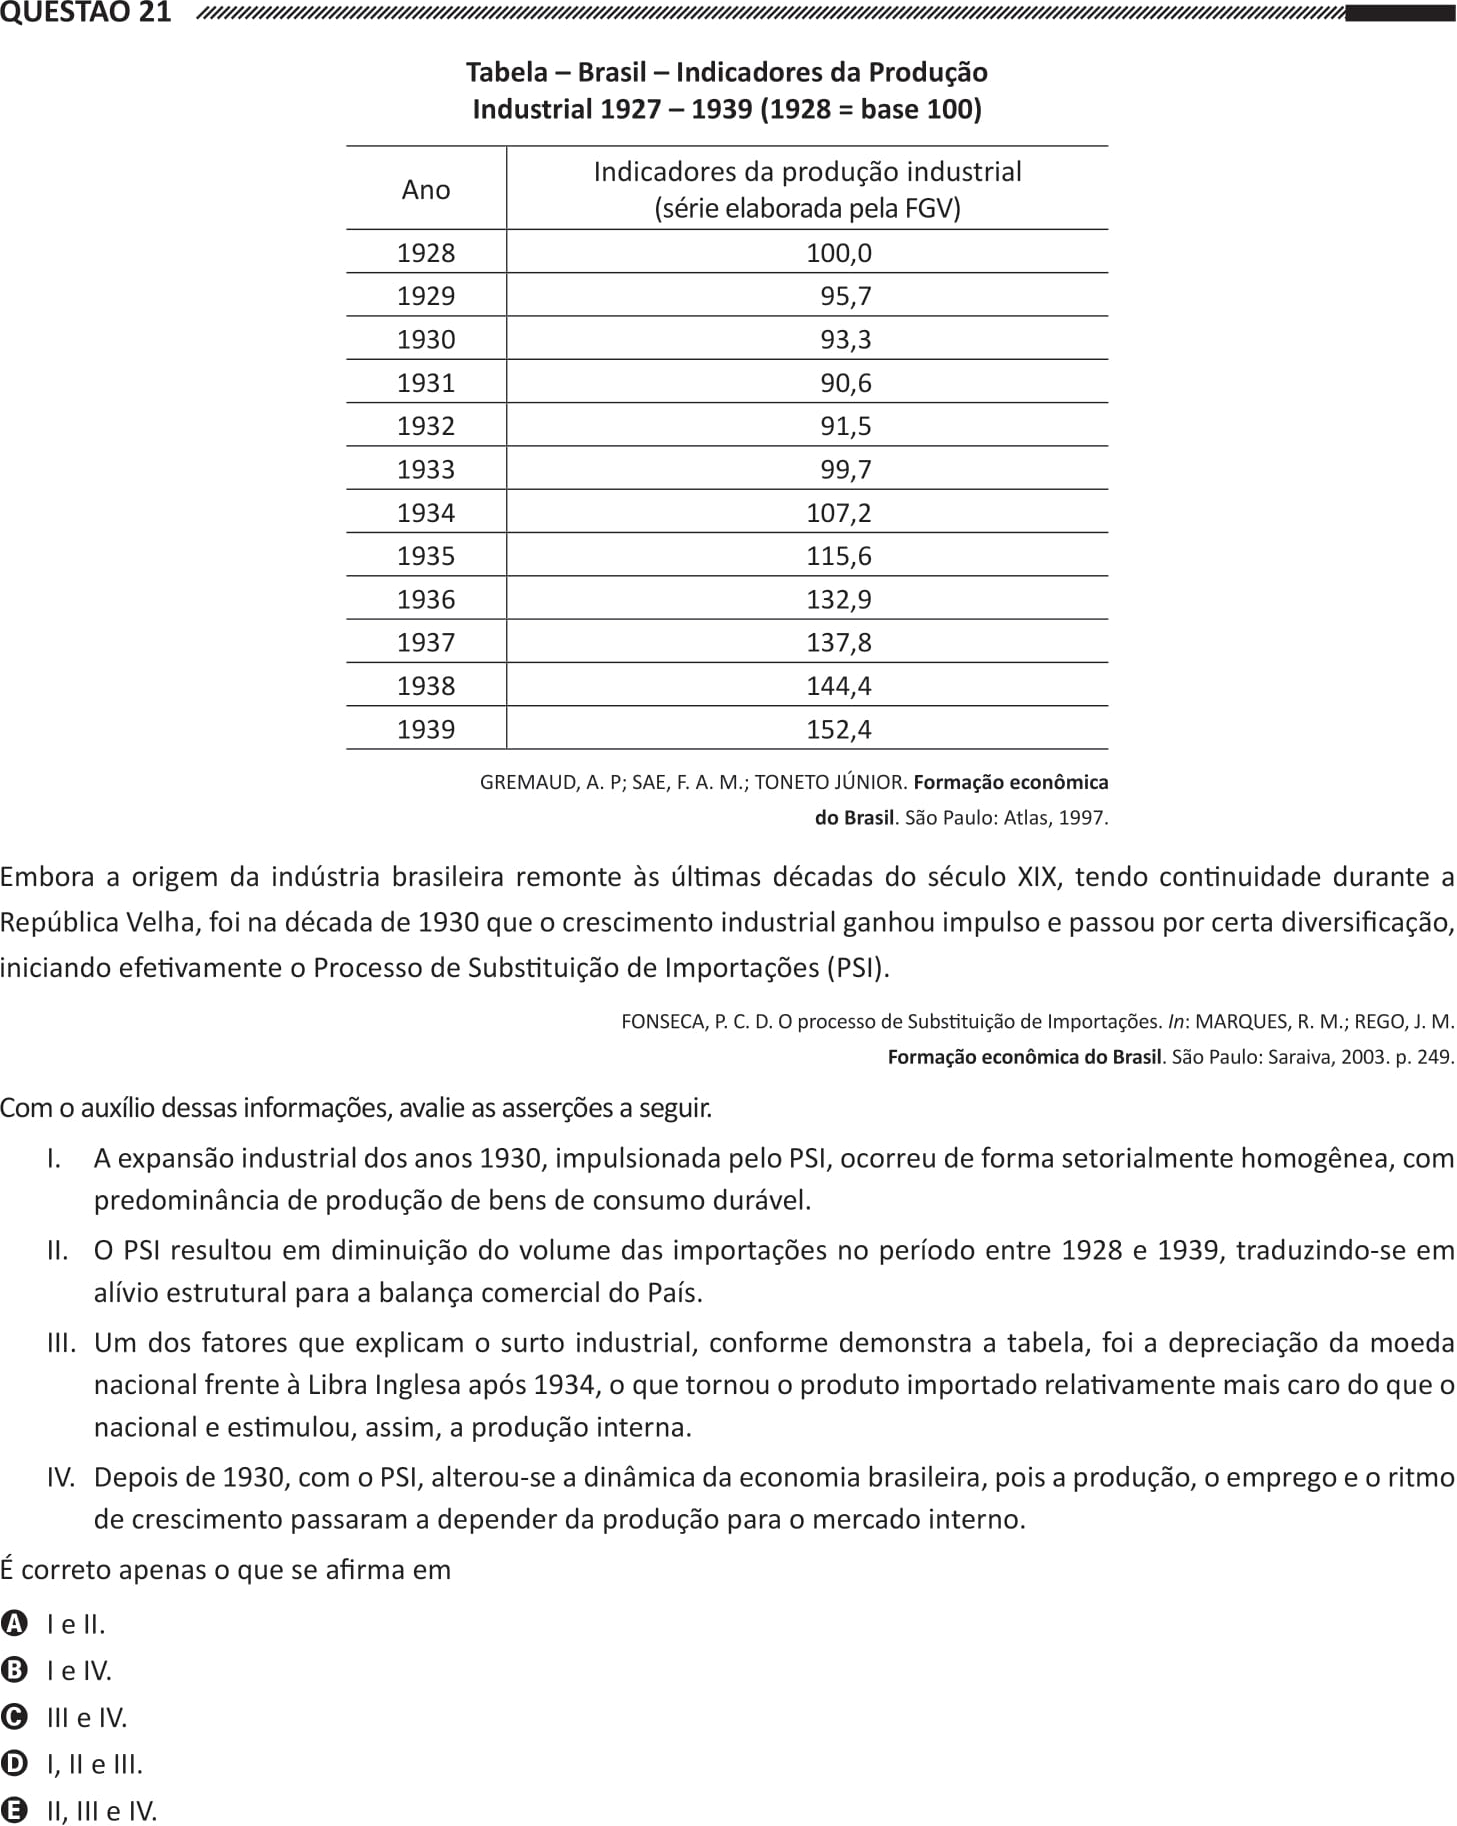 QUESTÃO 21
Tabela – Brasil – Indicadores da Produção
Industrial 1927 – 1939 (1928 = base 100)
Ano
Indicadores da produção industrial
(série elaborada pela FGV)
1928 100,0
1929 95,7
1930 93,3
1931 90,6
1932 91,5
1933 99,7
1934 107,2
1935 115,6
1936 132,9
1937 137,8
1938 144,4
1939 152,4
GREMAUD, A. P; SAE, F. A. M.; TONETO JÚNIOR. Formação econômica
do Brasil. São Paulo: Atlas, 1997.
Embora a origem da indústria brasileira remonte às últimas décadas do século XIX, tendo continuidade durante a
República Velha, foi na década de 1930 que o crescimento industrial ganhou impulso e passou por certa diversificação,
iniciando efetivamente o Processo de Substituição de Importações (PSI).
FONSECA, P. C. D. O processo de Substituição de Importações. In: MARQUES, R. M.; REGO, J. M.
Formação econômica do Brasil. São Paulo: Saraiva, 2003. p. 249.
Com o auxílio dessas informações, avalie as asserções a seguir.
I. A expansão industrial dos anos 1930, impulsionada pelo PSI, ocorreu de forma setorialmente homogênea, com
predominância de produção de bens de consumo durável.
II. O PSI resultou em diminuição do volume das importações no período entre 1928 e 1939, traduzindo-se em
alívio estrutural para a balança comercial do País.
III. Um dos fatores que explicam o surto industrial, conforme demonstra a tabela, foi a depreciação da moeda
nacional frente à Libra Inglesa após 1934, o que tornou o produto importado relativamente mais caro do que o
nacional e estimulou, assim, a produção interna.
IV. Depois de 1930, com o PSI, alterou-se a dinâmica da economia brasileira, pois a produção, o emprego e o ritmo
de crescimento passaram a depender da produção para o mercado interno.
É correto apenas o que se afirma em
A I e II.
B I e IV.
C III e IV.
D I, II e III.
E II, III e IV.